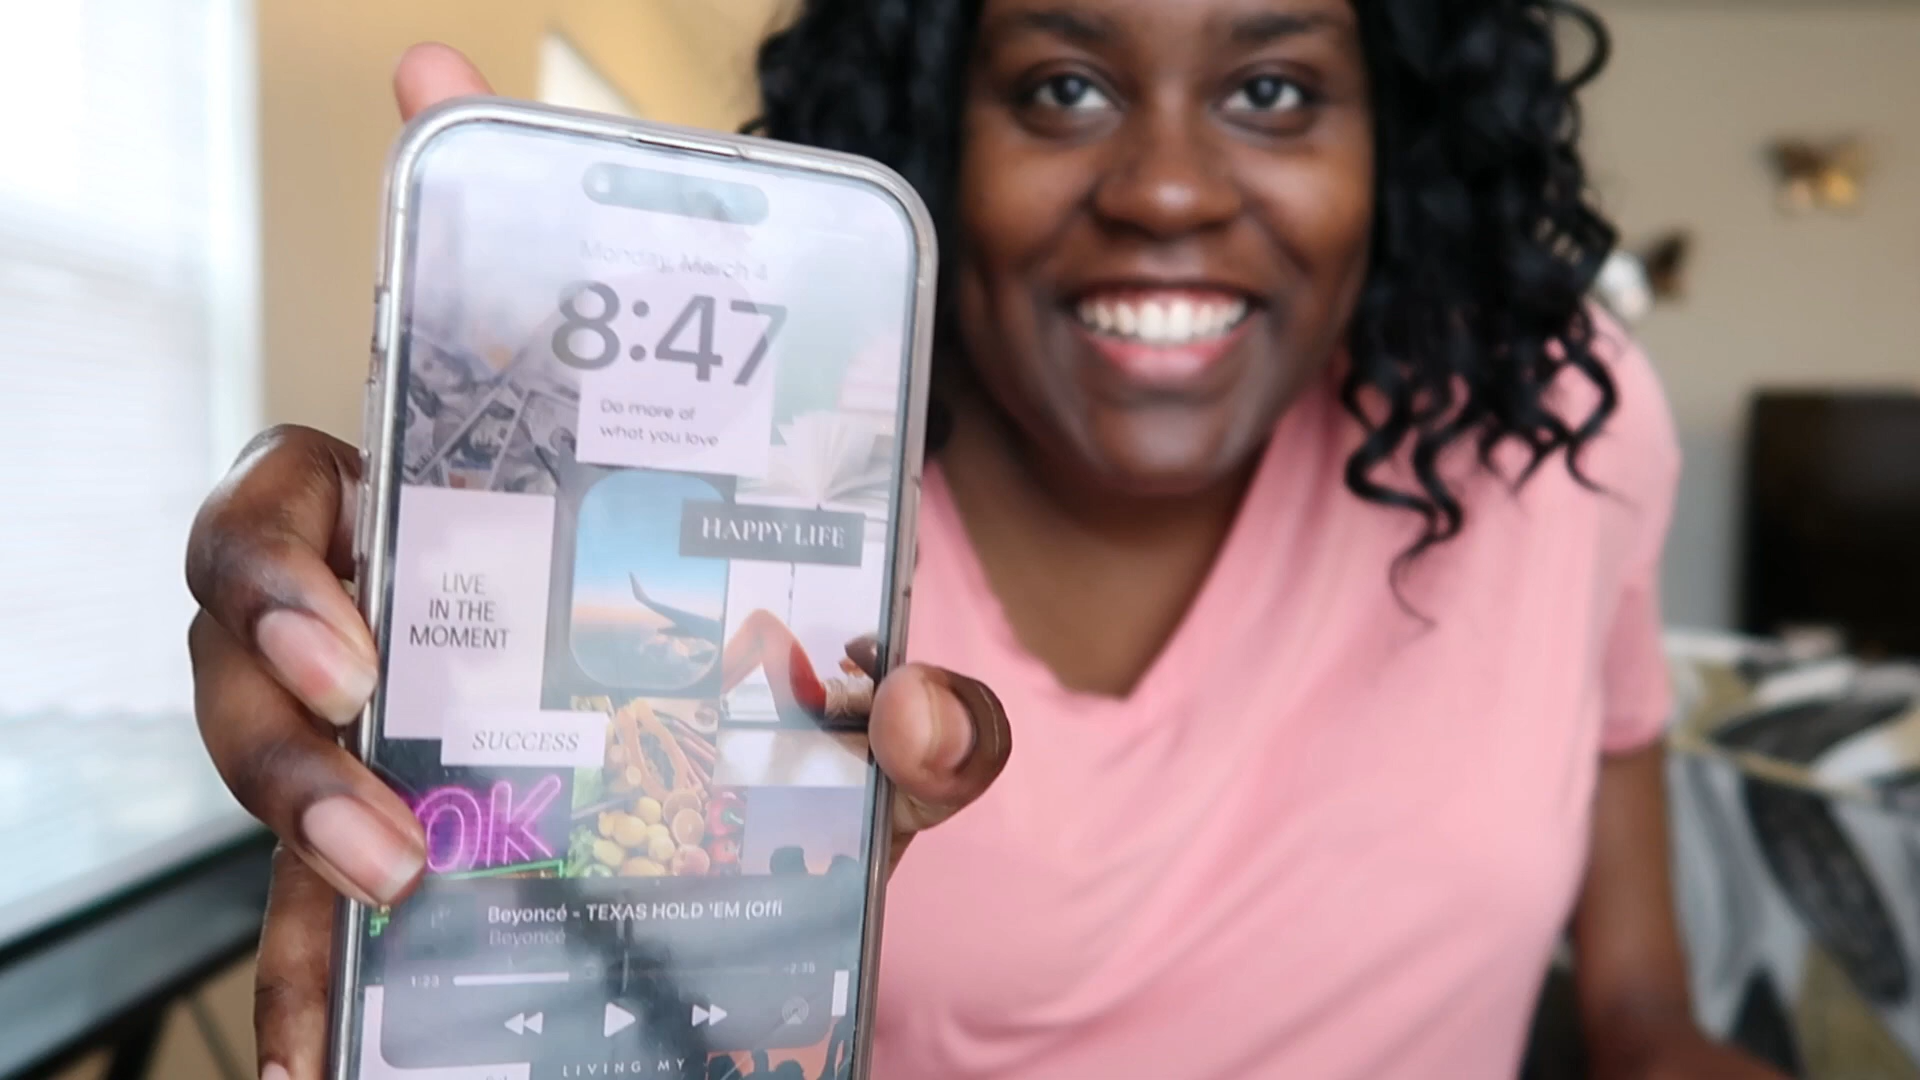 Monday, March 4
8:47
Do more of
what you love
HAPPY LIFE
LIVE
IN THE
MOMENT
SUCCESS
OK
Beyoncé - TEXAS HOLD 'EM (Offi
Beyoncé
1:23
-2:35
LIVING MY